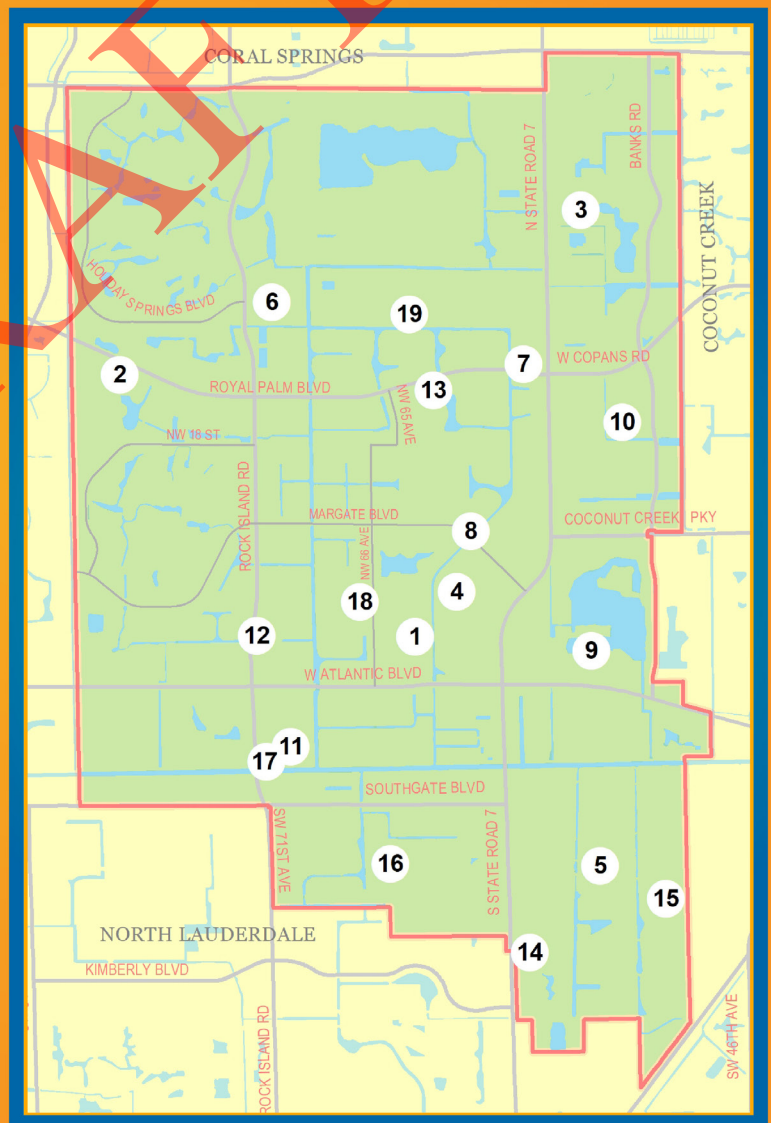 CORAL SPRINGS
N STATE ROAD 7
BANKS RD
3
COCONUT CREEK
HOLIDAY SPRINGS BLVD
6
19
2
ROYAL PALM BLVD
13
7
W COPANS RD
NW 65 AVE
10
NW 18 ST
ROCK ISLAND RD
MARGATE BLVD
8
COCONUT CREEK PKY
NW 66 AVE
4
18
12
1
9
W ATLANTIC BLVD
11
17
SOUTHGATE BLVD
SW 71ST AVE
16
S STATE ROAD 7
5
15
NORTH LAUDERDALE
14
KIMBERLY BLVD
ROCK ISLAND RD
SW 46TH AVE